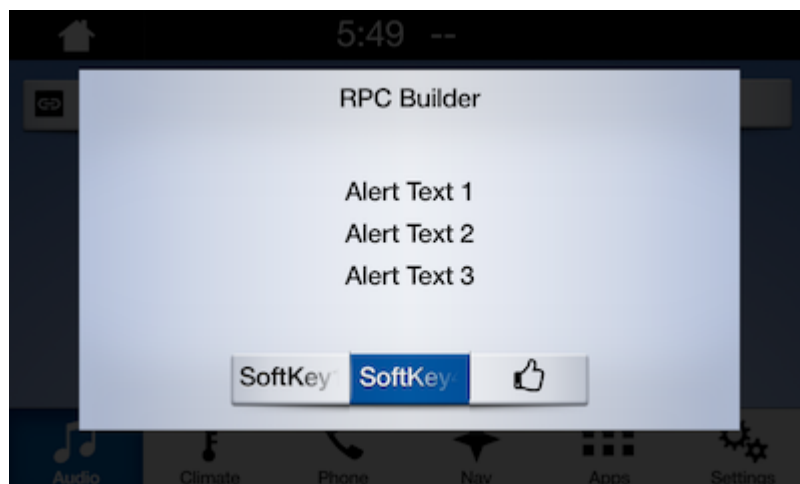 5:49 --
RPC Builder
Alert Text 1
Alert Text 2
Alert Text 3
SoftKey SoftKey
Audio Climate Phone Nav Apps Settings